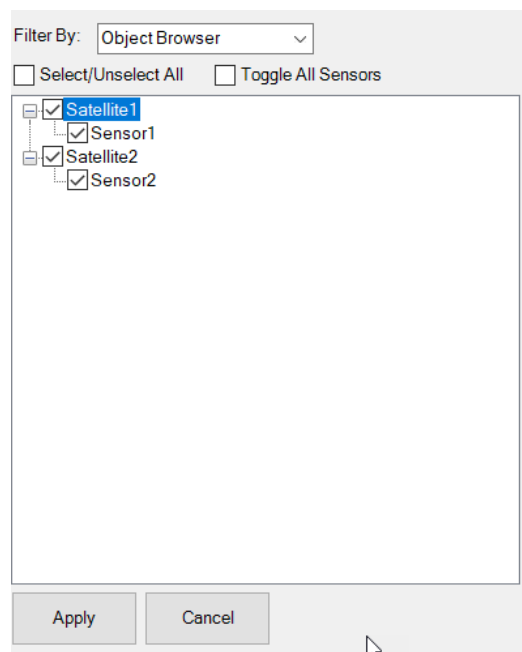 Filter By: Object Browser
Select/Unselect All Toggle All Sensors
Satellite1
Sensor1
Satellite2
Sensor2
Apply Cancel